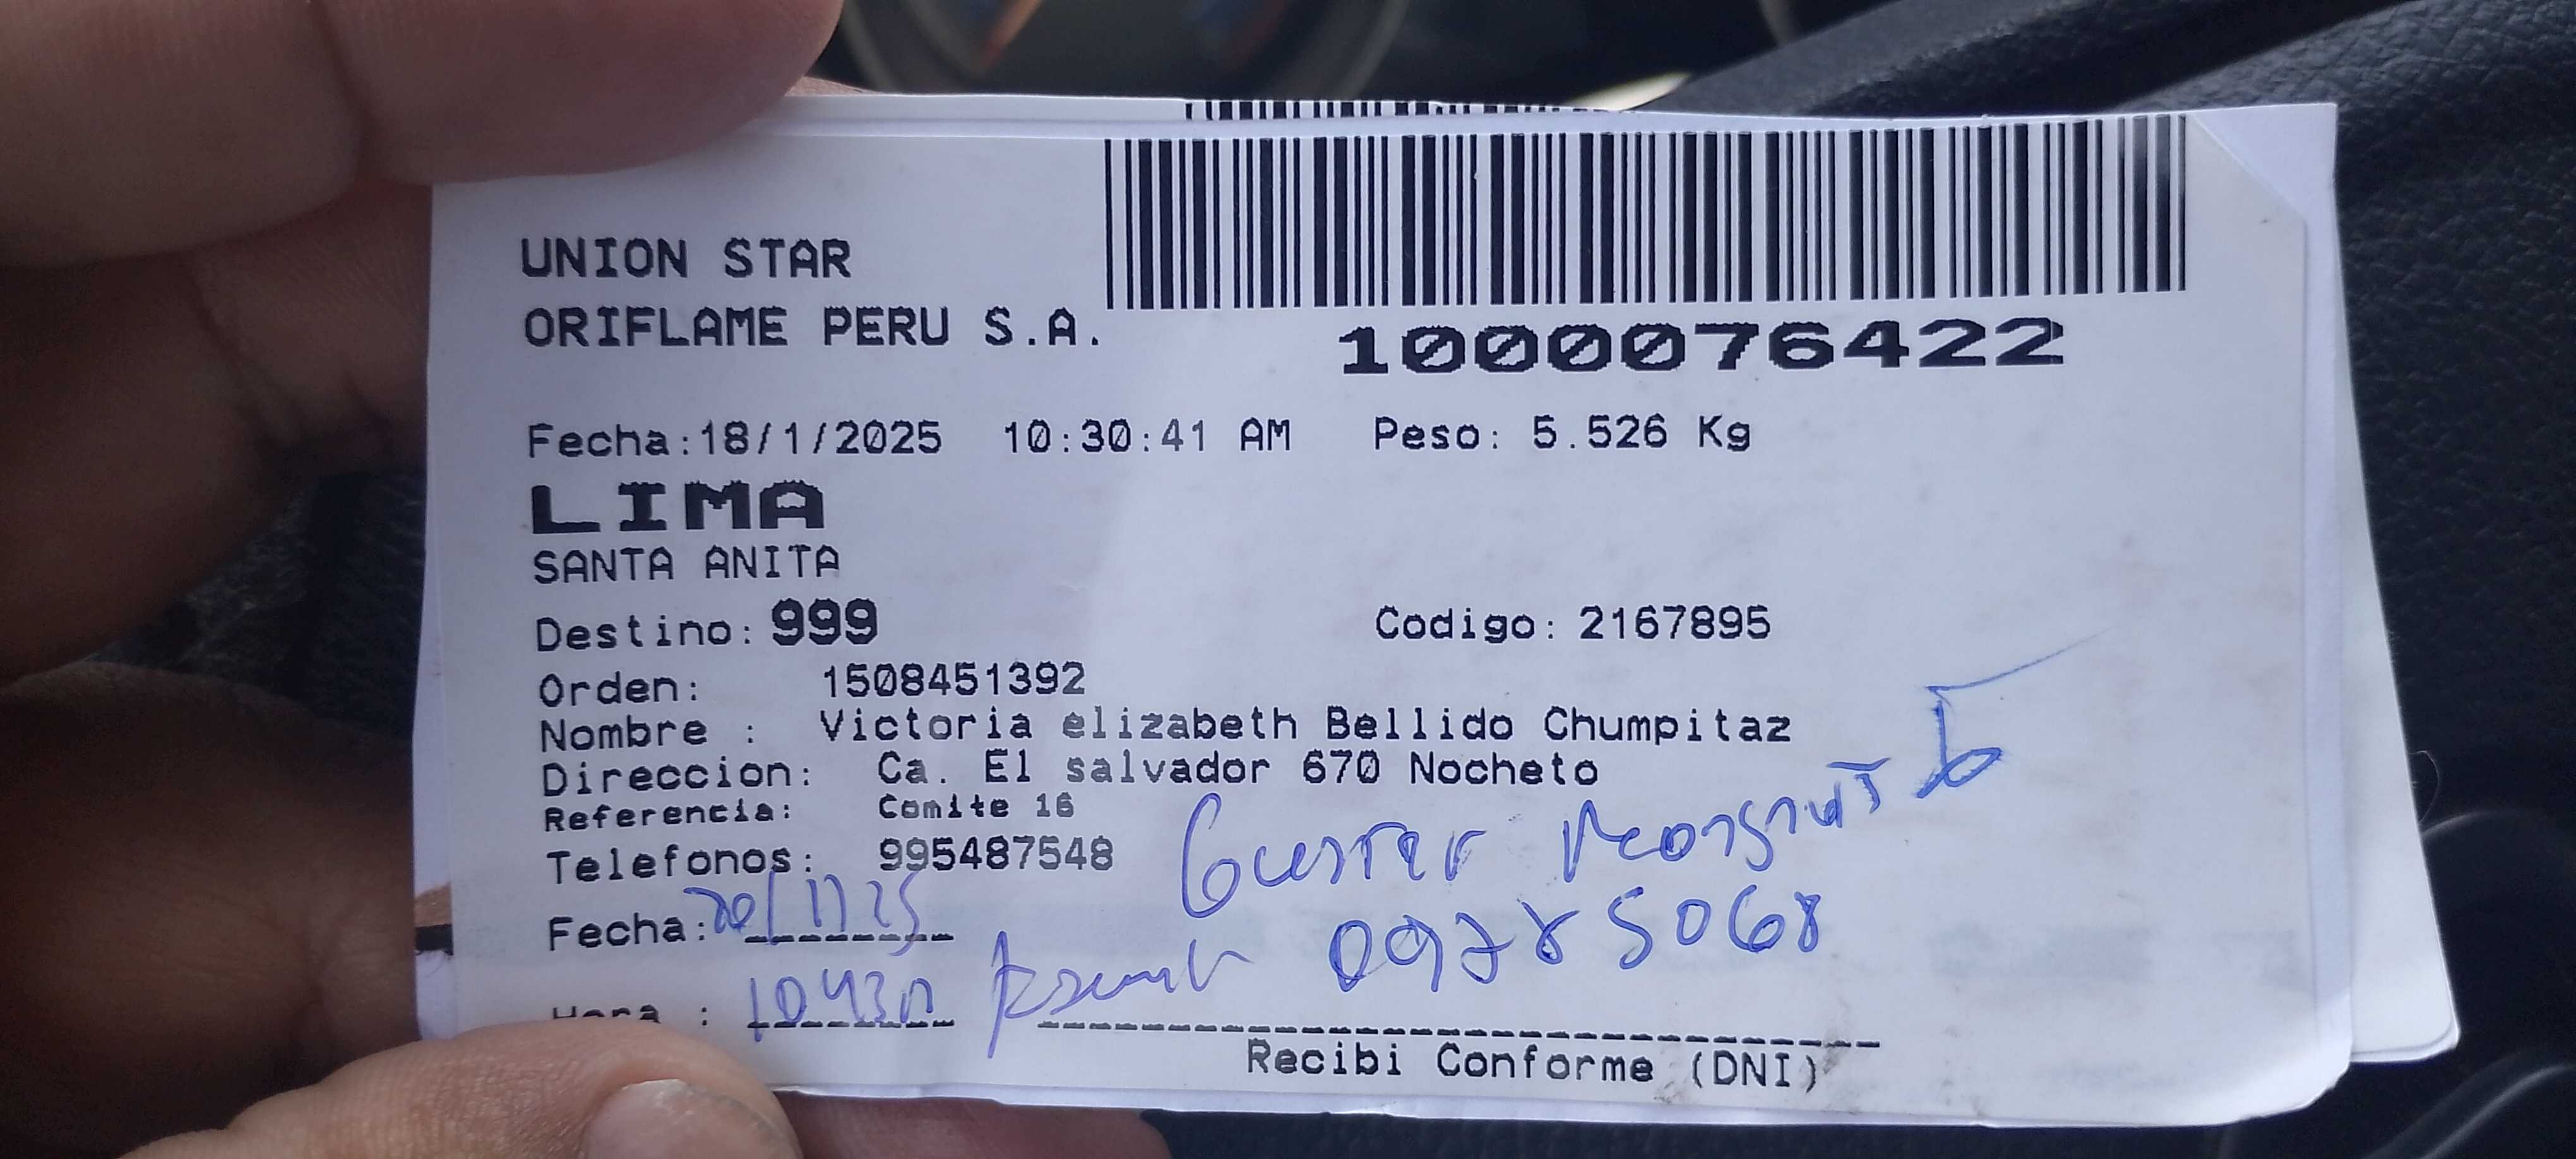 UNION STAR
ORIFLAME PERU S.A.
1000076422
Fecha:18/1/2025 10:30:41 AM Peso: 5.526 Kg
LIMA
SANTA ANITA
Destino: 999 Codigo: 2167895
Orden: 1508451392
Nombre : Victoria elizabeth Bellido Chumpitaz
Direccion: Ca. El salvador 670 Nocheto
Referencia: Comite 16
Telefonos: 995487548
Fecha: 20/1/25
09785068
Hora :
Recibi Conforme (DNI)